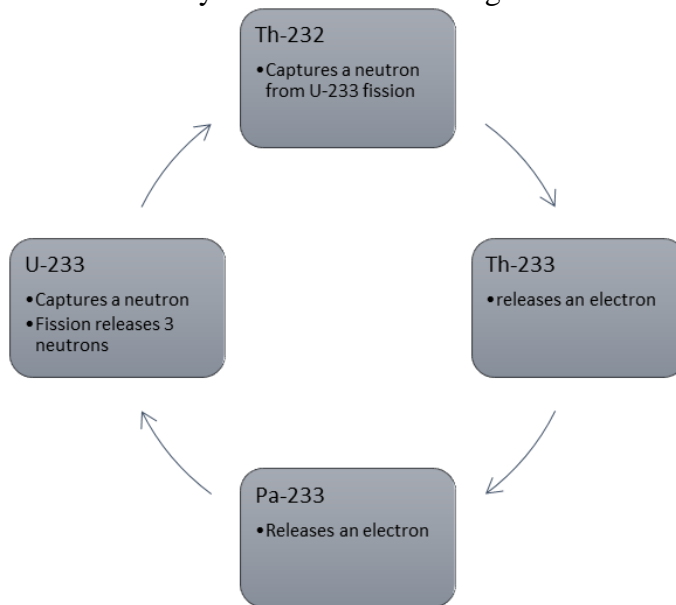 Th-232
•Captures a neutron
from U-233 fission
Th-233
•releases an electron
Pa-233
•Releases an electron
U-233
•Captures a neutron
•Fission releases 3
neutrons